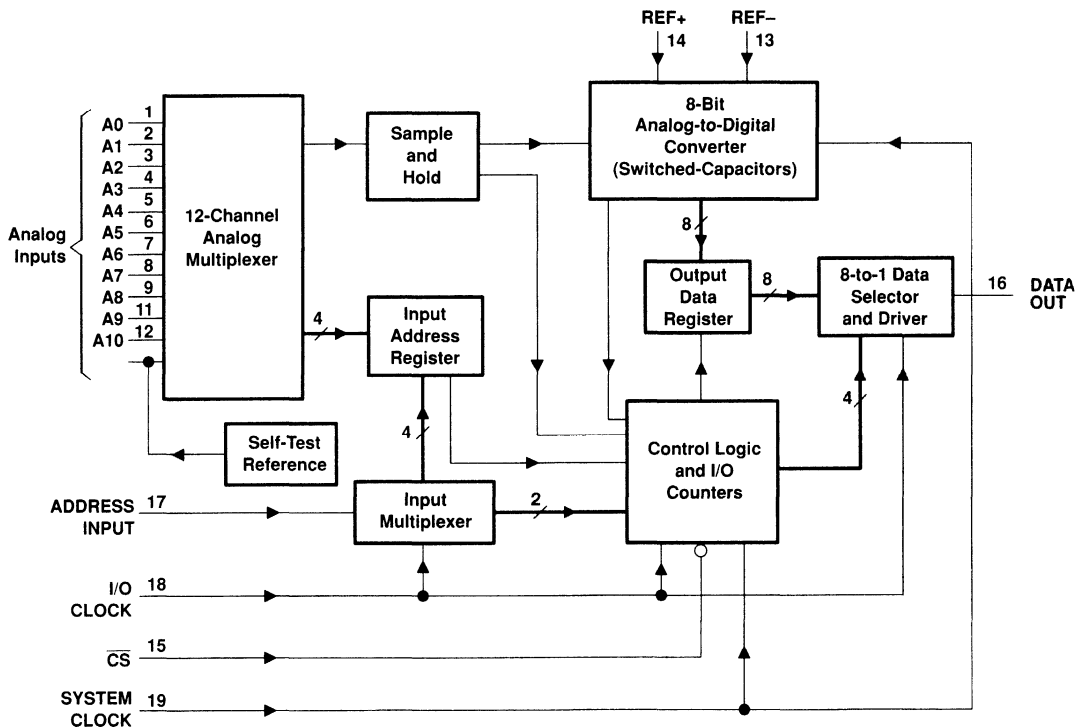 REF+
REF–
14
13
8-Bit
Analog-to-Digital
Converter
(Switched-Capacitors)
Analog
Inputs
A0
1
A1
2
A2
3
A3
4
A4
5
A5
6
A6
7
A7
8
A8
9
A9
11
A10
12
12-Channel
Analog
Multiplexer
Sample
and
Hold
8
Output
Data
Register
8
8-to-1 Data
Selector
and Driver
16
DATA
OUT
4
Input
Address
Register
4
4
Self-Test
Reference
Control Logic
and I/O
Counters
ADDRESS
INPUT
17
Input
Multiplexer
2
I/O
CLOCK
18
CS
15
SYSTEM
CLOCK
19